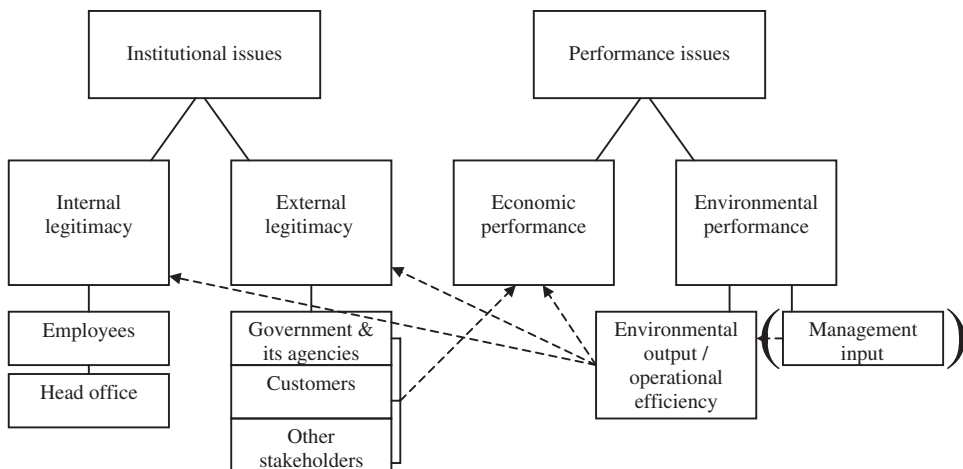 Institutional issues
Performance issues
Internal
legitimacy
External
legitimacy
Economic
performance
Environmental
performance
Employees
Head office
Government &
its agencies
Customers
Other
stakeholders
Environmental
output /
operational
efficiency
( Management
input )